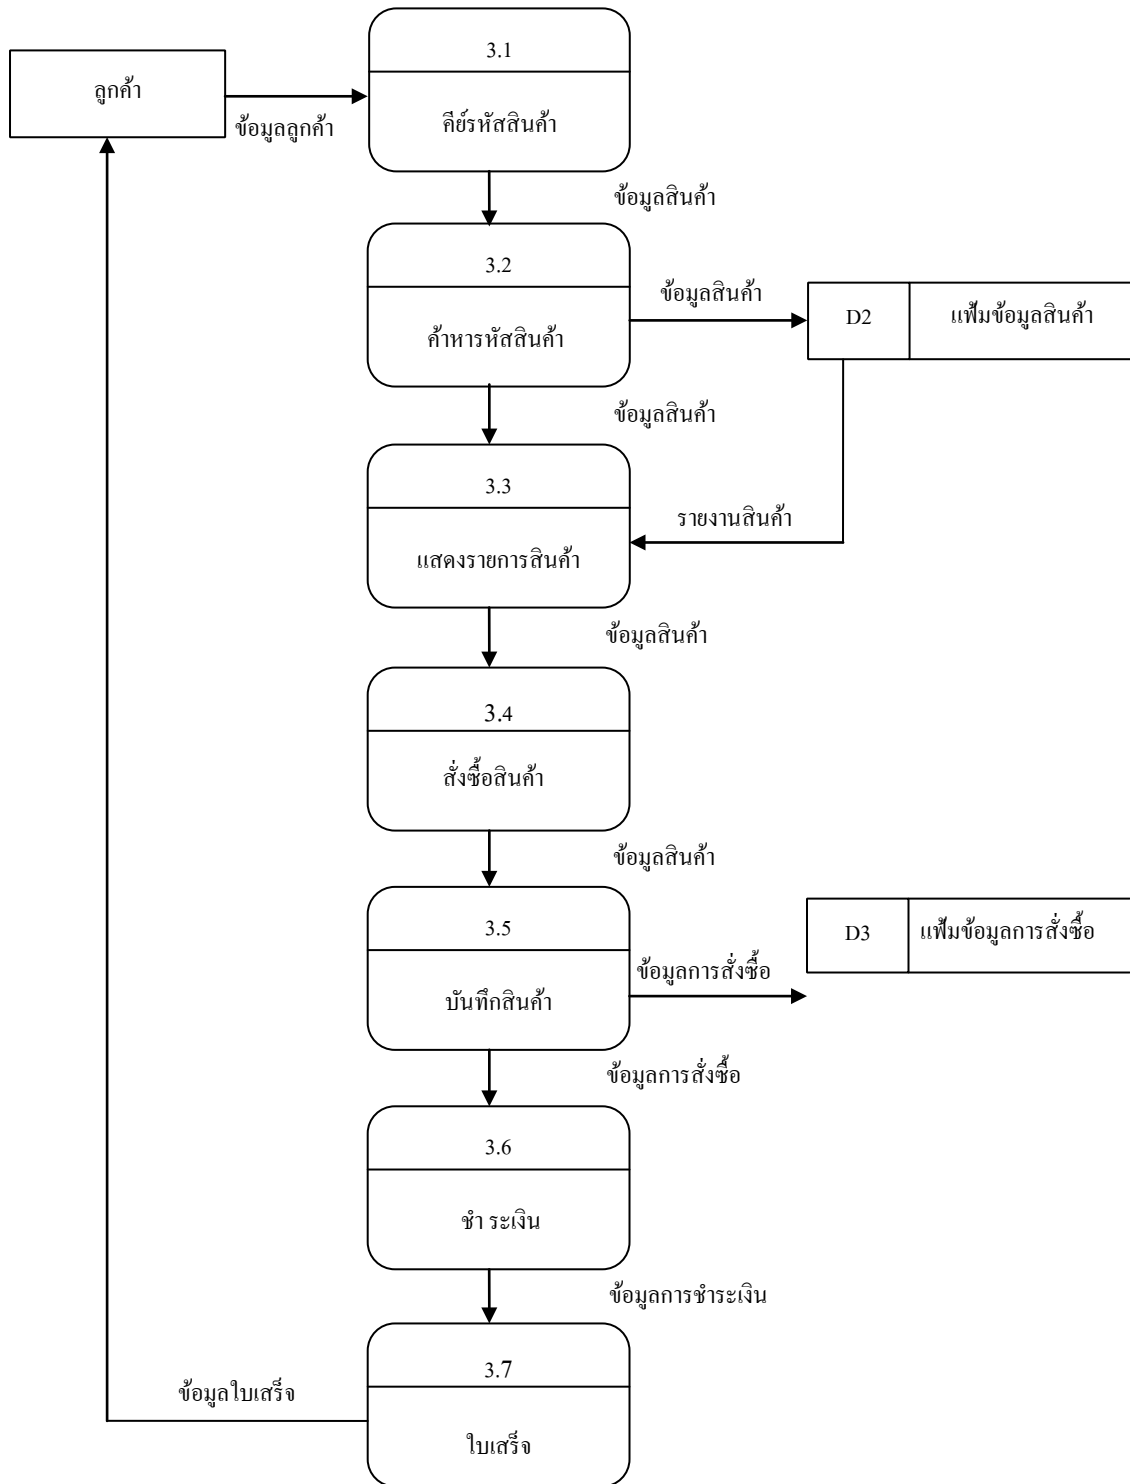 3.1
ลูกค้า
คีย์รหัสสินค้า
ข้อมูลลูกค้า
ข้อมูลสินค้า
3.2
ข้อมูลสินค้า
D2
แฟ้มข้อมูลสินค้า
ค้าหารหัสสินค้า
ข้อมูลสินค้า
3.3
รายงานสินค้า
แสดงรายการสินค้า
ข้อมูลสินค้า
3.4
สั่งซื้อสินค้า
ข้อมูลสินค้า
3.5
D3
แฟ้มข้อมูลการสั่งซื้อ
ข้อมูลการสั่งซื้อ
บันทึกสินค้า
ข้อมูลการสั่งซื้อ
3.6
ชำ ระเงิน
ข้อมูลการชำระเงิน
3.7
ข้อมูลใบเสร็จ
ใบเสร็จ